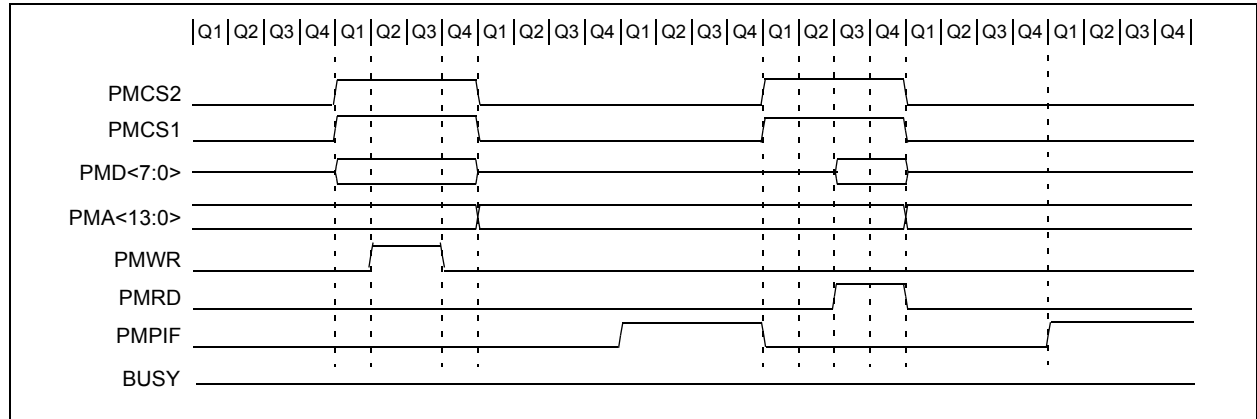 Q1 Q2 Q3 Q4 Q1 Q2 Q3 Q4 Q1 Q2 Q3 Q4 Q1 Q2 Q3 Q4 Q1 Q2 Q3 Q4 Q1 Q2 Q3 Q4 Q1 Q2 Q3 Q4
PMCS2
PMCS1
PMD<7:0>
PMA<13:0>
PMWR
PMRD
PMPIF
BUSY